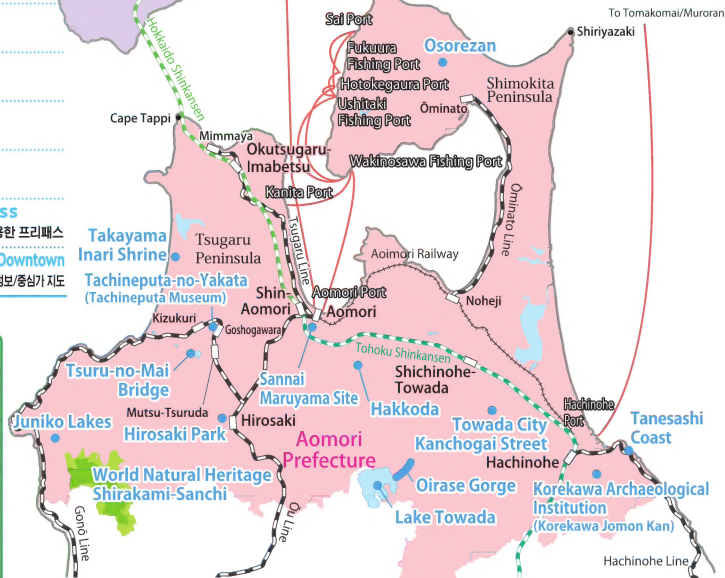 To Tomakomai/Muroran
Sai Port
Hokkaido Shinkansen
Fukuura
Fishing Port
Osorezan
Shiriyazaki
Hotokegaura Port
Shimokita
Peninsula
Ushitaki
Fishing Port
Ōminato
Cape Tappi
Mimmaya
Okutsugaru-
Imabetsu
Wakinosawa Fishing Port
Kanita Port
Ōminato Line
ss
용한 프리패스
Downtown
정보/중심가 지도
Takayama
Inari Shrine
Tsugaru
Peninsula
Tsugaru Line
Aoimori Railway
Tachineputa-no-Yakata
(Tachineputa Museum)
Shin-
Aomori
Aomori Port
Aomori
Noheji
Kizukuri
Goshogawara
Tohoku Shinkansen
Tsuru-no-Mai
Bridge
Sannai
Maruyama Site
Shichinohe-
Towada
Hakkoda
Mutsu-Tsuruda
Hachinohe
Port
Juniko Lakes
Hirosaki Park
Hirosaki
Towada City
Kanchogai Street
Tanesashi
Coast
Aomori
Prefecture
Hachinohe
World Natural Heritage
Shirakami-Sanchi
Oirase Gorge
Korekawa Archaeological
Institution
(Korekawa Jomon Kan)
Lake Towada
Gonō Line
Ōu Line
Hachinohe Line